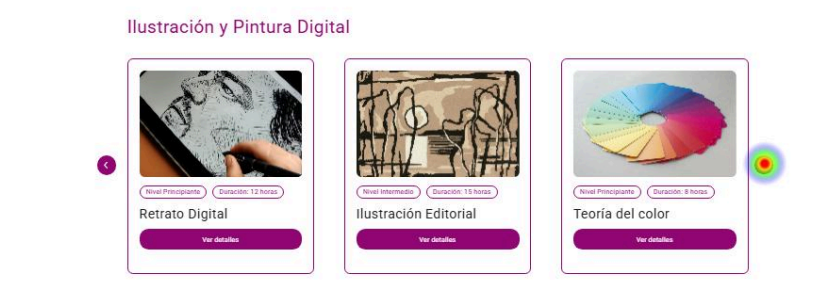 Ilustración y Pintura Digital
Nivel Principiante Duración: 12 horas
Retrato Digital
Ver detalles
Nivel Intermedio Duración: 15 horas
Ilustración Editorial
Ver detalles
Nivel Principiante Duración: 8 horas
Teoría del color
Ver detalles